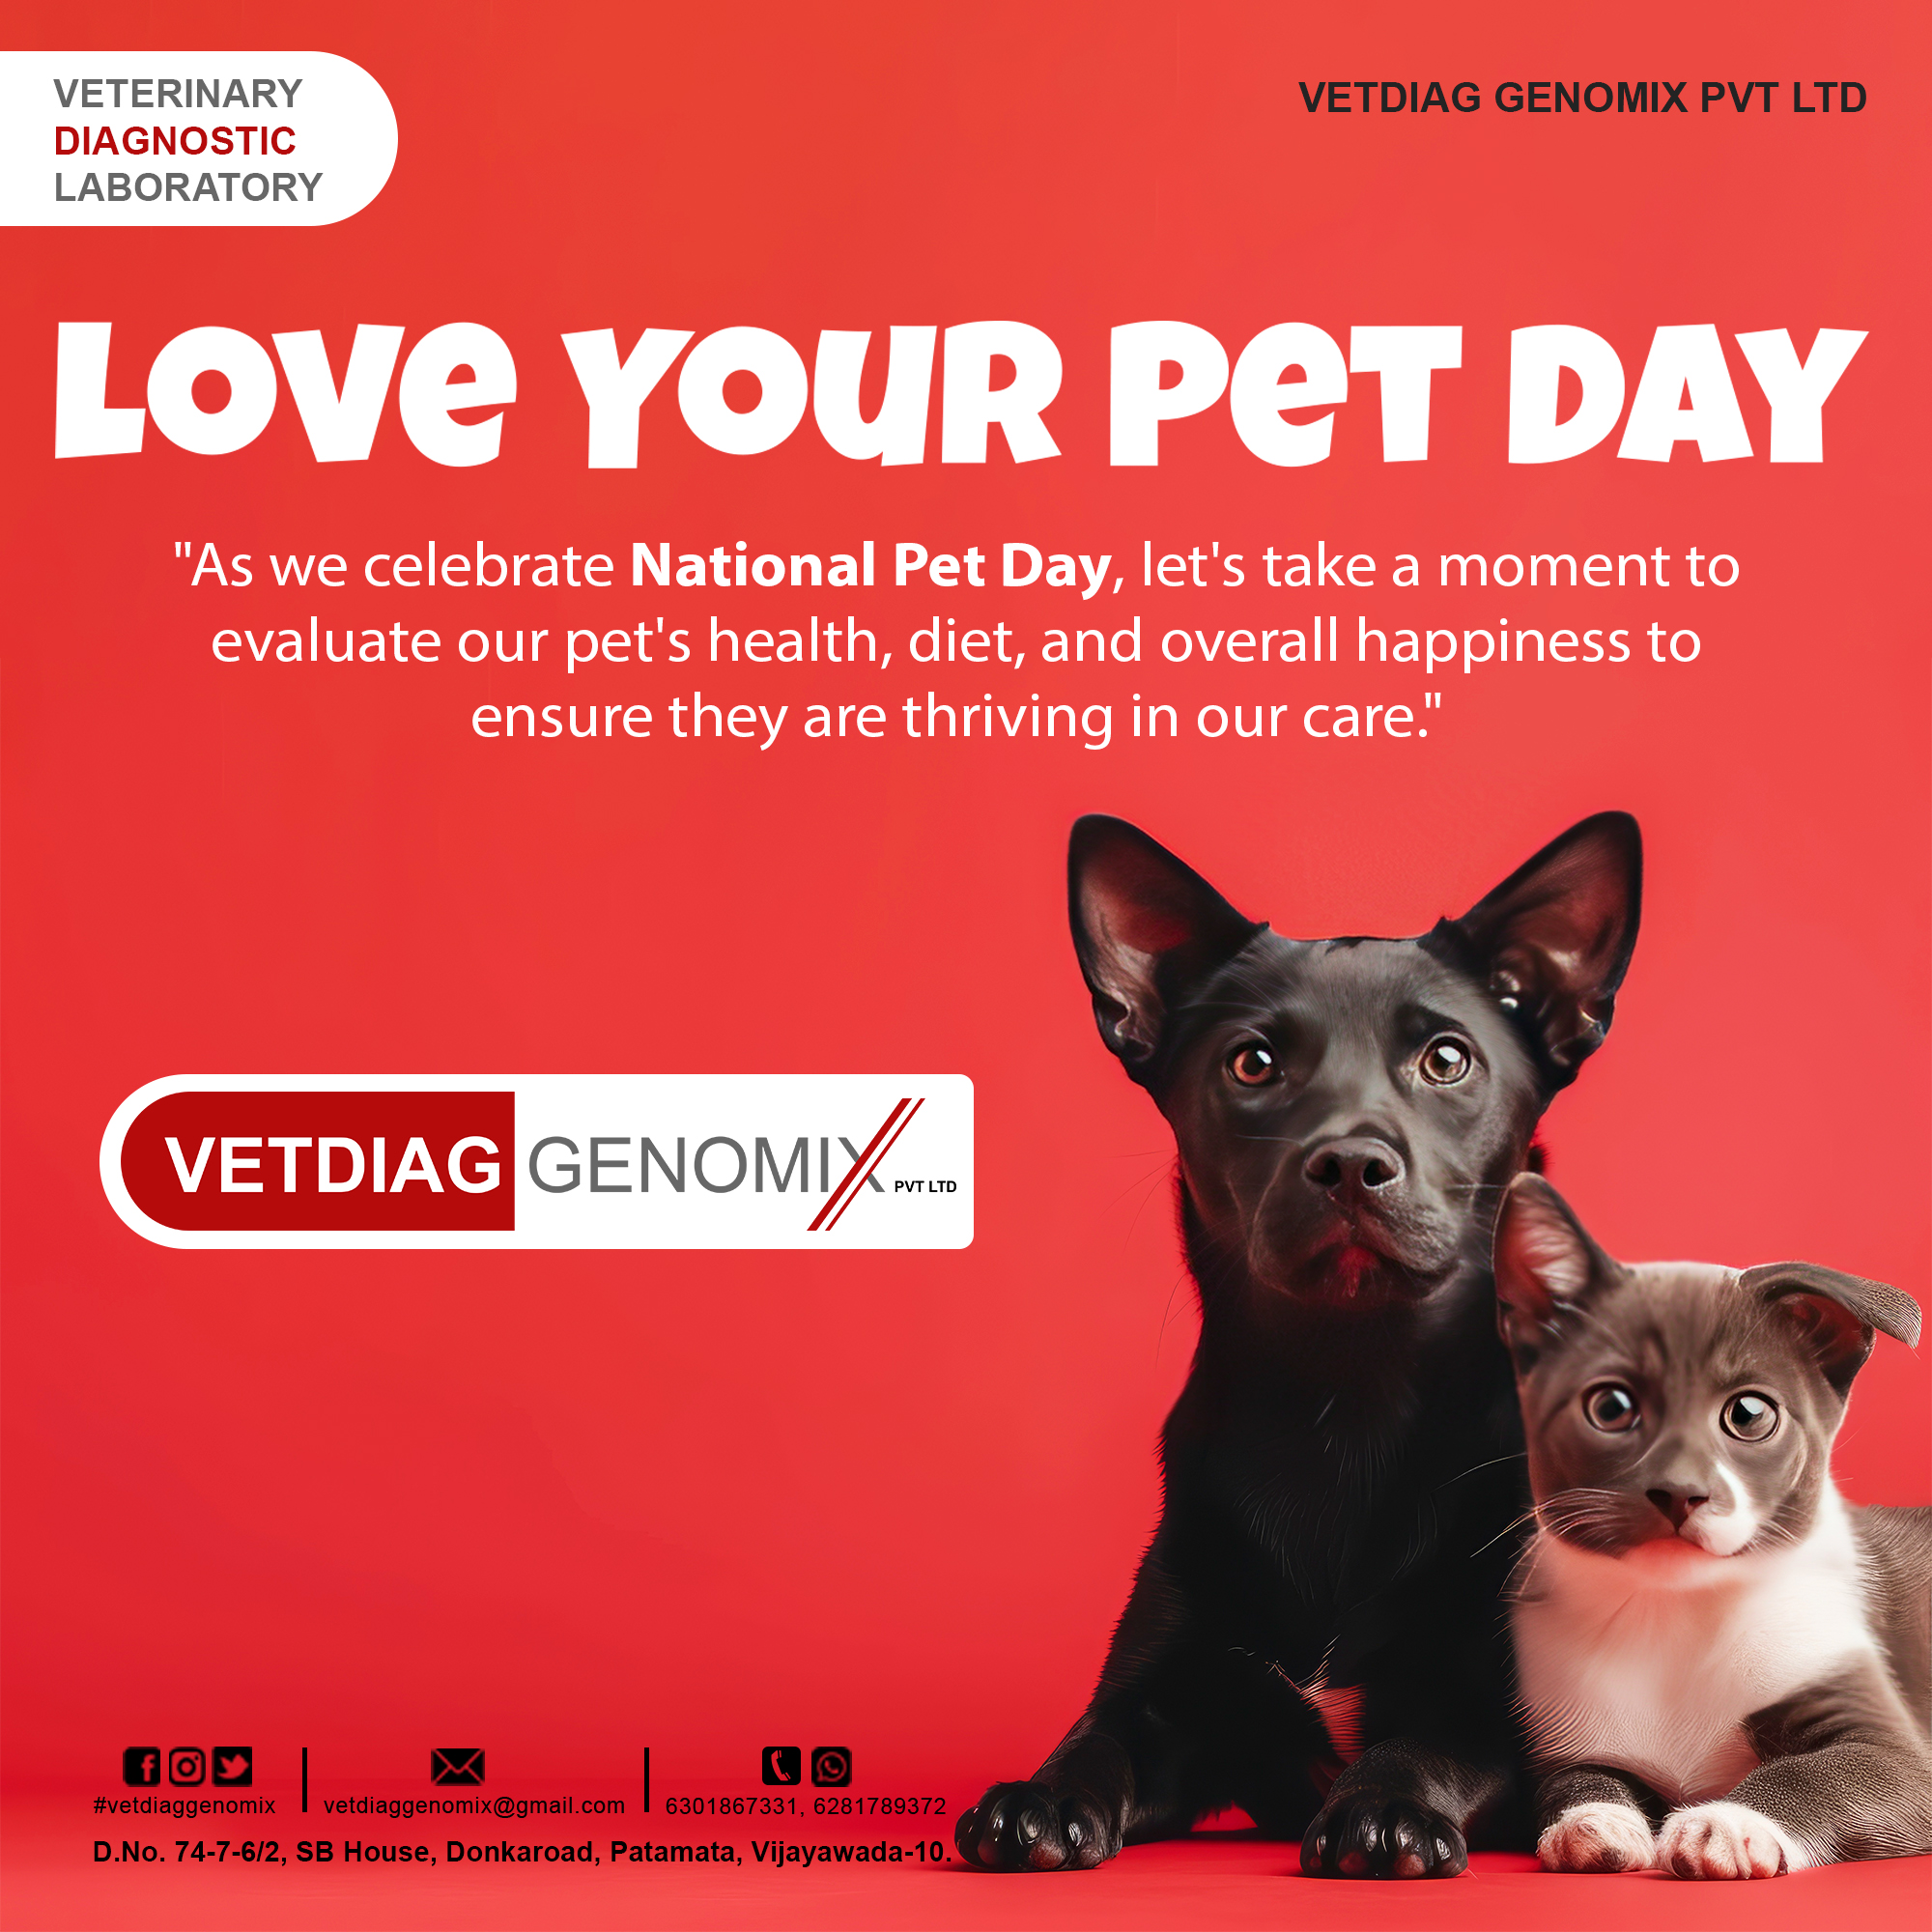 VETERINARY
DIAGNOSTIC
LABORATORY
VETDIAG GENOMIX PVT LTD
LOVe YOUR PeT DAY
"As we celebrate National Pet Day, let's take a moment to
evaluate our pet's health, diet, and overall happiness to
ensure they are thriving in our care."
VETDIAG GENOMIX PVT LTD
#vetdiaggenomix
vetdiaggenomix@gmail.com
6301867331, 6281789372
D.No. 74-7-6/2, SB House, Donkaroad, Patamata, Vijayawada-10.